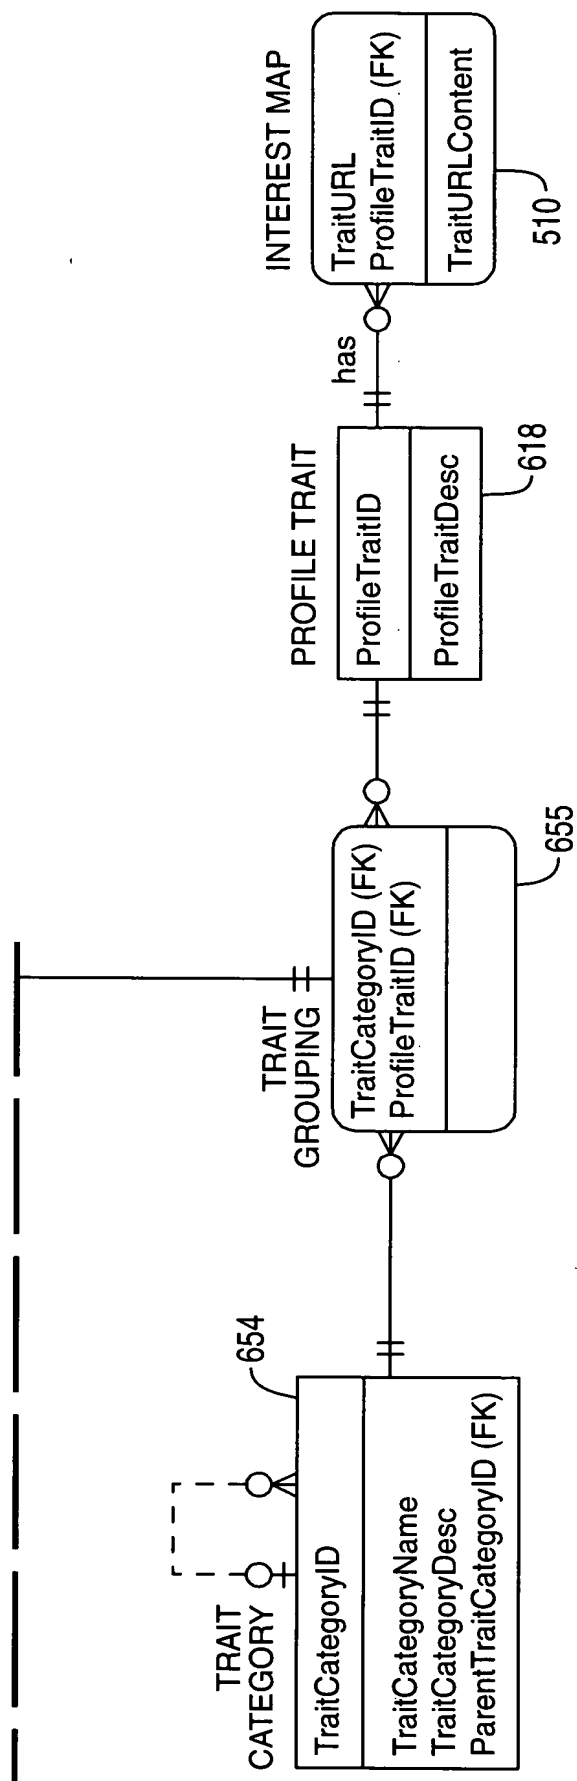 TRAIT
CATEGORY
TraitCategoryID
TraitCategoryName
TraitCategoryDesc
ParentTraitCategoryID (FK)
654
TRAIT
GROUPING
TraitCategoryID (FK)
ProfileTraitID (FK)
655
PROFILE TRAIT
ProfileTraitID
ProfileTraitDesc
618
has
INTEREST MAP
TraitURL
ProfileTraitID (FK)
TraitURLContent
510